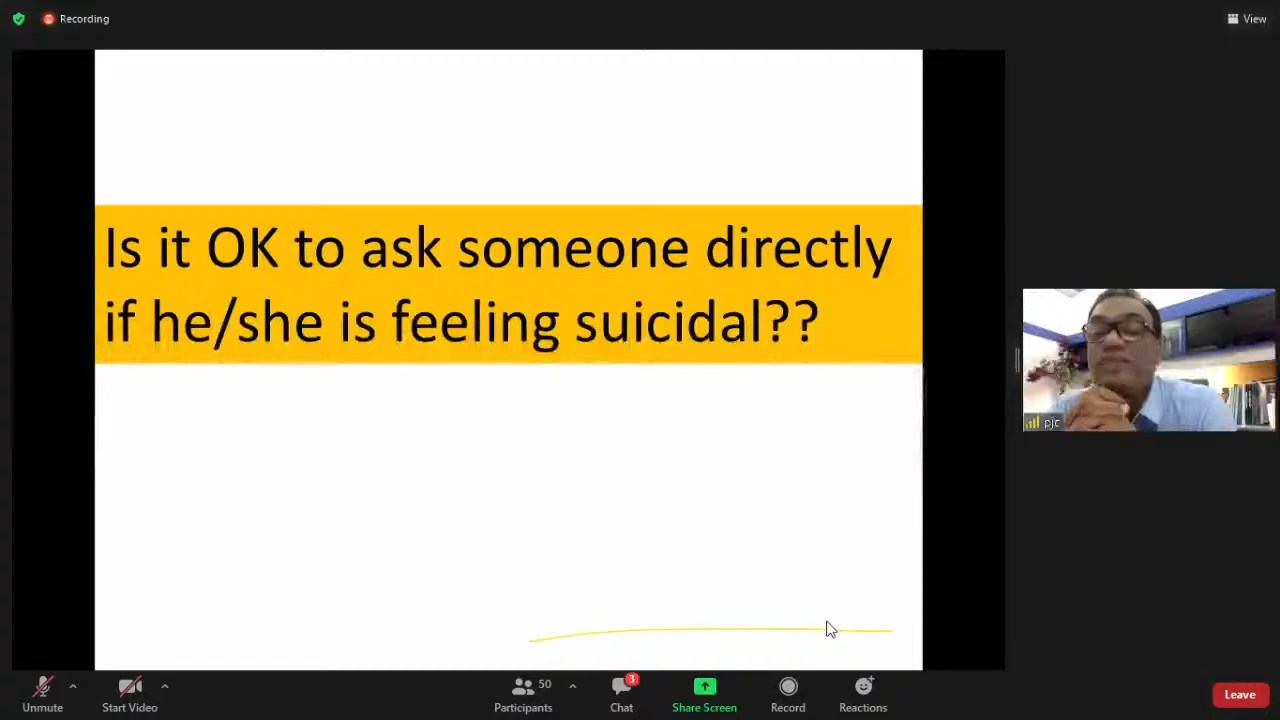 Recording
View
Is it OK to ask someone directly
if he/she is feeling suicidal??
pjc
Unmute
Start Video
50
Participants
3
Chat
Share Screen
Record
Reactions
Leave